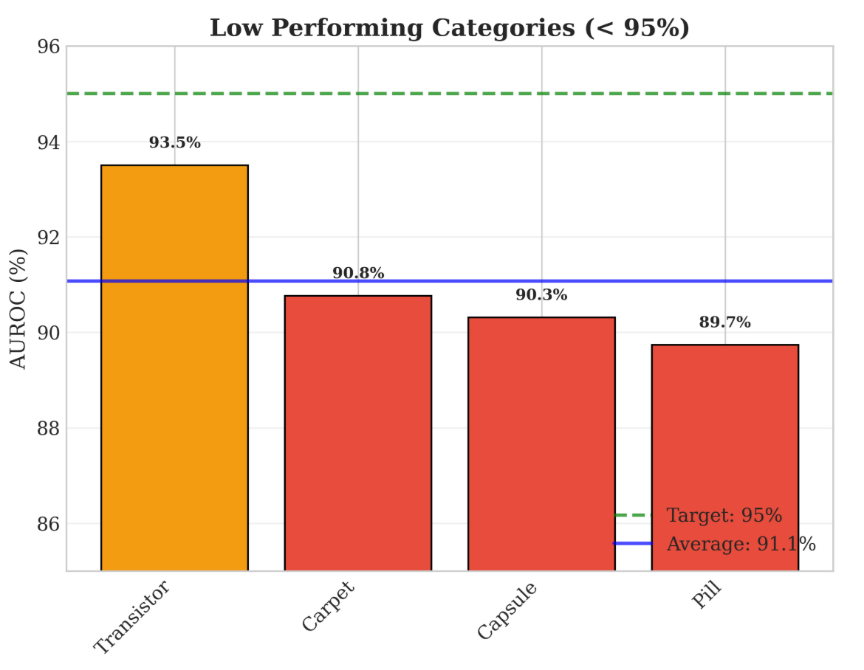 Low Performing Categories (< 95%)
96
94
92
90
88
86
AUROC (%)
93.5%
90.8%
90.3%
89.7%
Target: 95%
Average: 91.1%
Transistor
Carpet
Capsule
Pill